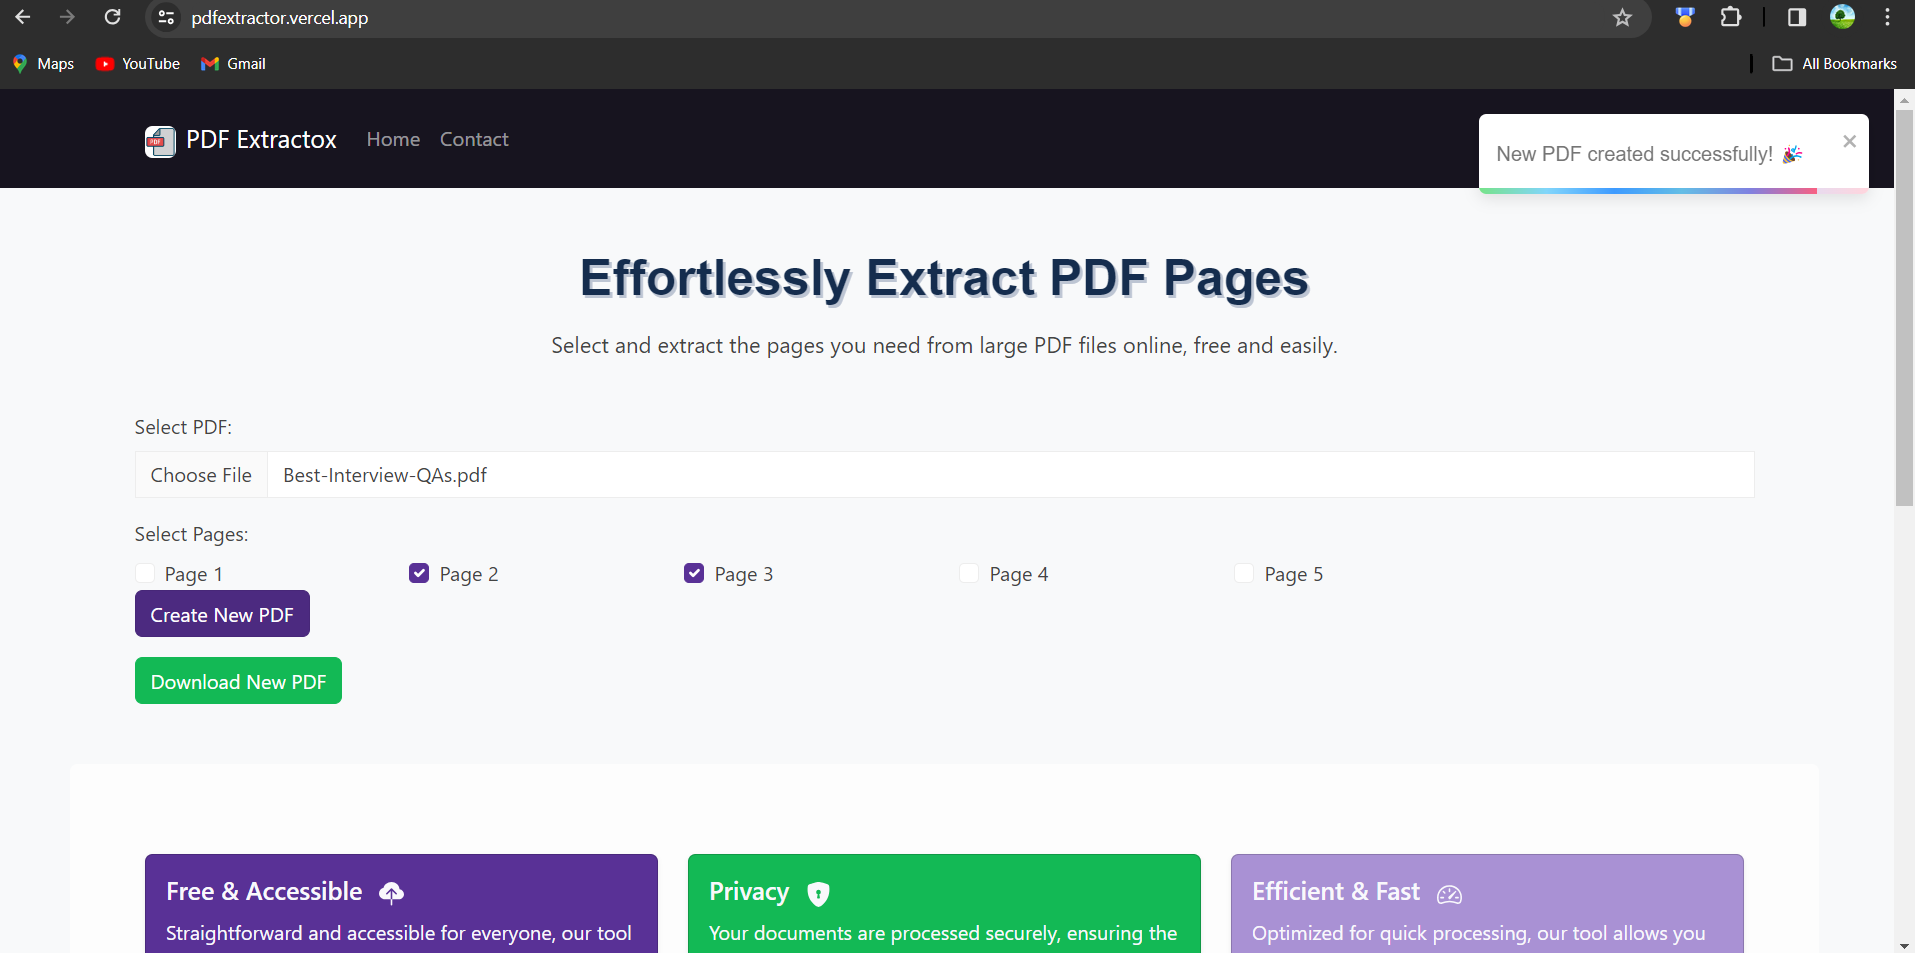 pdfextractor.vercel.app
Maps YouTube Gmail All Bookmarks
PDF PDF Extractox Home Contact
New PDF created successfully! 🎉
Effortlessly Extract PDF Pages
Select and extract the pages you need from large PDF files online, free and easily.
Select PDF:
Choose File Best-Interview-QAs.pdf
Select Pages:
Page 1 Page 2 Page 3 Page 4 Page 5
Create New PDF
Download New PDF
Free & Accessible
Straightforward and accessible for everyone, our tool
Privacy
Your documents are processed securely, ensuring the
Efficient & Fast
Optimized for quick processing, our tool allows you